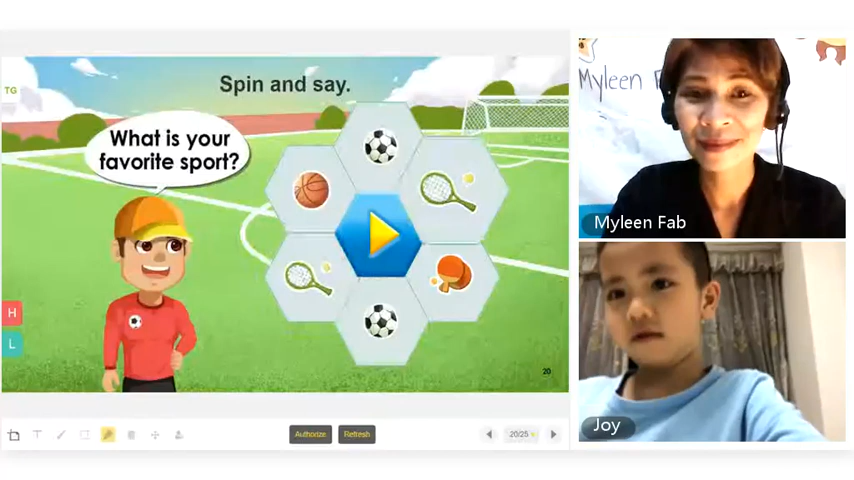 TG
Spin and say.
What is your
favorite sport?
H
L
20
Authorize
Refresh
20/25
Myleen F
Myleen Fab
Joy